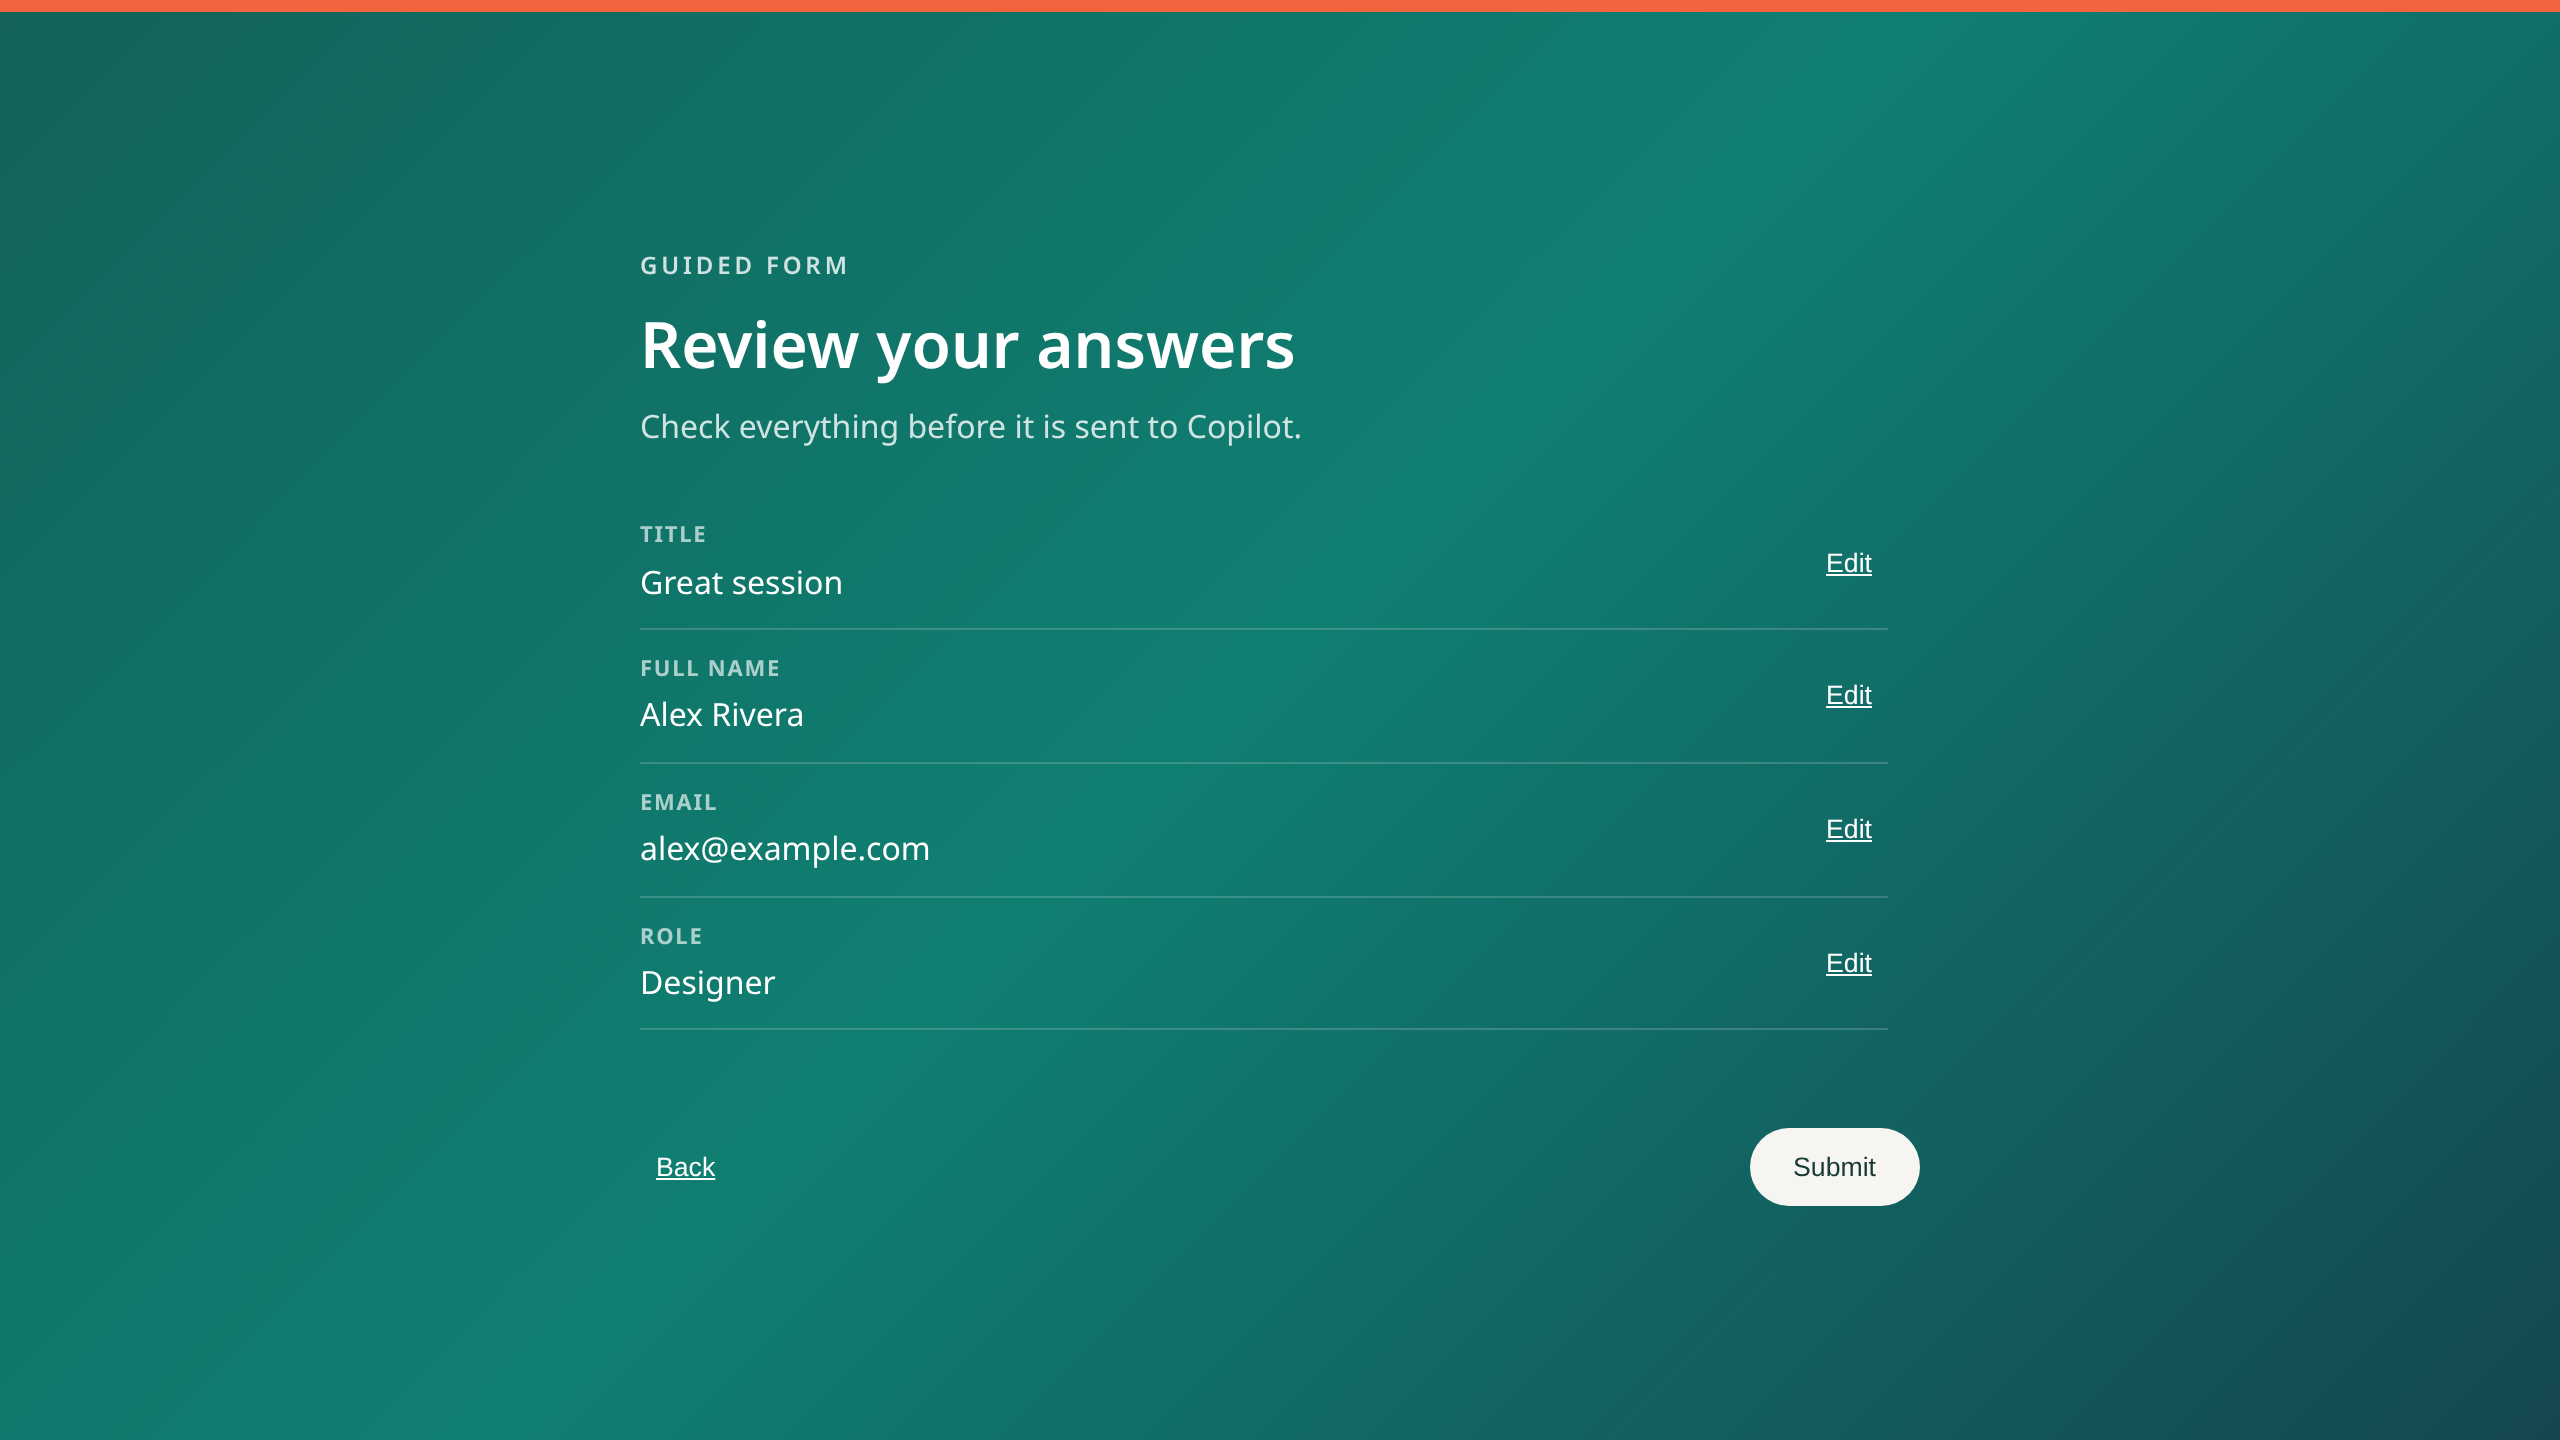 GUIDED FORM
Review your answers
Check everything before it is sent to Copilot.
TITLE
Great session
Edit
FULL NAME
Alex Rivera
Edit
EMAIL
alex@example.com
Edit
ROLE
Designer
Edit
Back
Submit